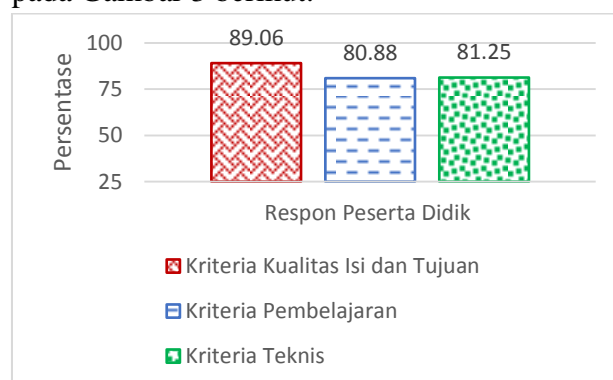 pada Gambar 3 berikut.
100
89.06
80.88
81.25
75
50
25
Persentase
Respon Peserta Didik
Kriteria Kualitas Isi dan Tujuan
Kriteria Pembelajaran
Kriteria Teknis